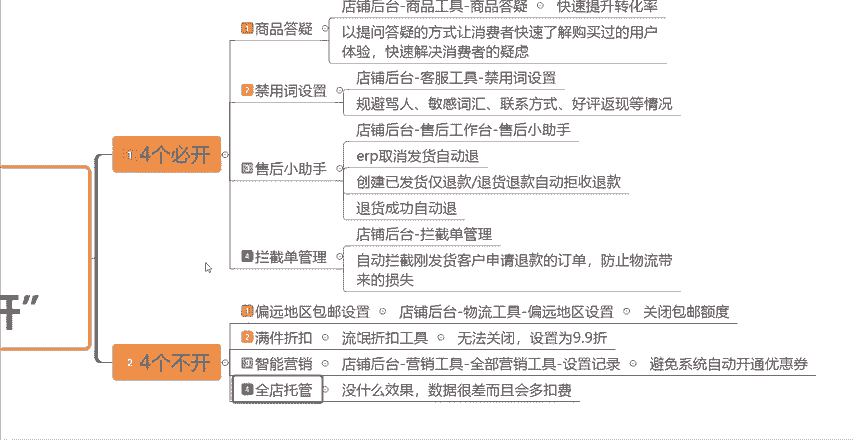 店铺后台-商品工具-商品答疑 快速提升转化率
1 商品答疑
以提问答疑的方式让消费者快速了解购买过的用户
体验，快速解决消费者的疑虑
店铺后台-客服工具-禁用词设置
2 禁用词设置
规避骂人、敏感词汇、联系方式、好评返现等情况
店铺后台-售后工作台-售后小助手
1 4个必开
erp取消发货自动退
3 售后小助手
创建已发货仅退款/退货退款自动拒收退款
退货成功自动退
店铺后台-拦截单管理
4 拦截单管理
自动拦截刚发货客户申请退款的订单，防止物流带
来的损失
开”
1 偏远地区包邮设置 店铺后台-物流工具-偏远地区设置 关闭包邮额度
2 满件折扣 流氓折扣工具 无法关闭，设置为9.9折
2 4个不开
3 智能营销 店铺后台-营销工具-全部营销工具-设置记录 避免系统自动开通优惠券
4 全店托管 没什么效果，数据很差而且会多扣费